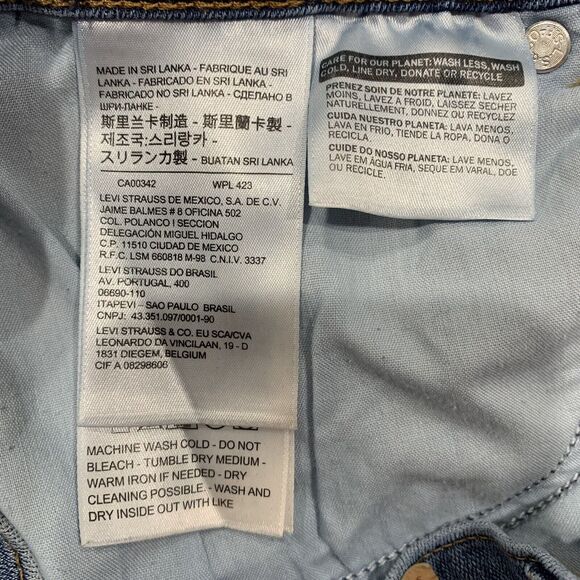 MADE IN SRI LANKA - FABRIQUE AU SRI
LANKA - FABRICADO EN SRI LANKA -
FABRICADO NO SRI LANKA - СДЕЛАНО В
ШРИ-ЛАНКЕ -
斯里兰卡制造 - 斯里蘭卡製 -
제조국:스리랑카 -
スリランカ製 - BUATAN SRI LANKA
CA00342 WPL 423
LEVI STRAUSS DE MEXICO, S.A. DE C.V.
JAIME BALMES # 8 OFICINA 502
COL. POLANCO I SECCION
DELEGACIÓN MIGUEL HIDALGO
C.P. 11510 CIUDAD DE MEXICO
R.F.C. LSM 660818 M-98 C.N.I.V. 3337
LEVI STRAUSS DO BRASIL
AV. PORTUGAL, 400
06690-110
ITAPEVI – SAO PAULO BRASIL
CNPJ: 43.351.097/0001-90
LEVI STRAUSS & CO. EU SCA/CVA
LEONARDO DA VINCILAAN, 19 - D
1831 DIEGEM, BELGIUM
CIF A 08298606
MACHINE WASH COLD - DO NOT
BLEACH - TUMBLE DRY MEDIUM -
WARM IRON IF NEEDED - DRY
CLEANING POSSIBLE. - WASH AND
DRY INSIDE OUT WITH LIKE
CARE FOR OUR PLANET: WASH LESS, WASH
COLD, LINE DRY, DONATE OR RECYCLE
PRENEZ SOIN DE NOTRE PLANETE: LAVEZ
MOINS, LAVEZ A FROID, LAISSEZ SECHER
NATURELLEMENT, DONNEZ OU RECYCLEZ
CUIDA NUESTRO PLANETA: LAVA MENOS,
LAVA EN FRIO, TIENDE LA ROPA, DONA O
RECICLA
CUIDE DO NOSSO PLANETA: LAVE MENOS,
LAVE EM ÁGUA FRIA, SEQUE EM VARAL, DOE
OU RECICLE.